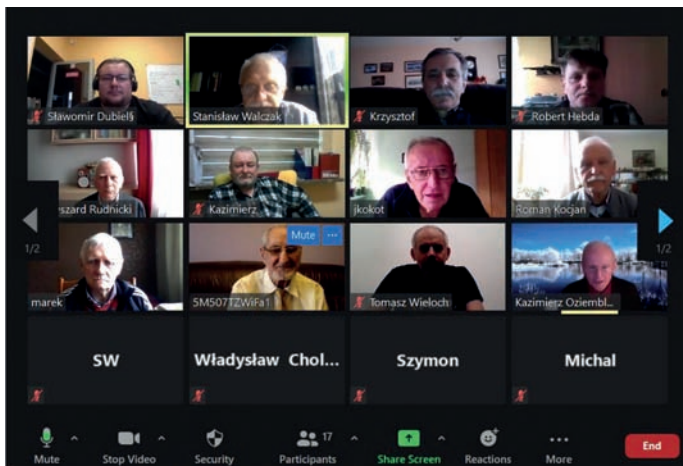 Sławomir Dubiel§
Stanisław Walczak
Krzysztof
Robert Hebda
yszard Rudnicki
Kazimierz
jkokot
Roman Kocjan
1/2
1/2
Mute ...
marek
5M507TZWiFa1
Tomasz Wieloch
Kazimierz Oziembl...
SW
Władysław Chol...
Szymon
Michal
17
Mute
Stop Video
Security
Participants
Share Screen
Reactions
More
End